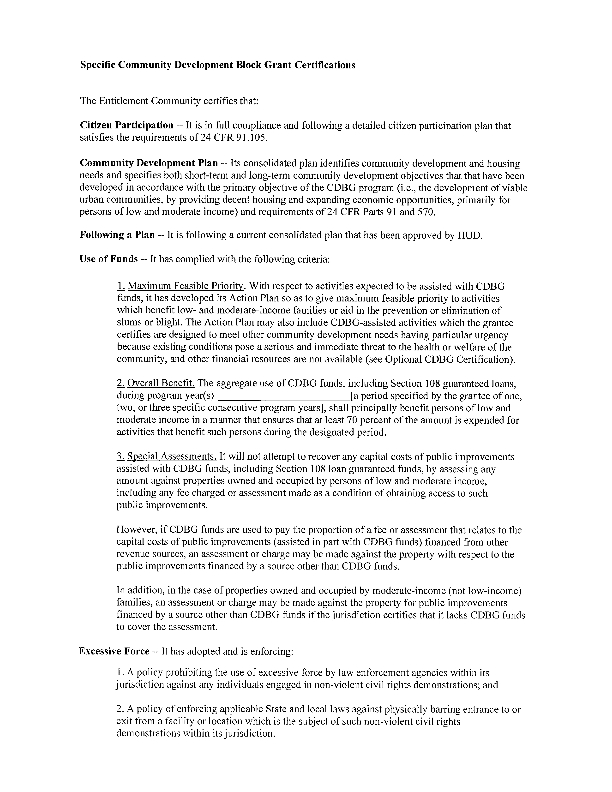 Specific Community Development Block Grant Certifications
The Entitlement Community certifies that:
Citizen Participation -- It is in full compliance and following a detailed citizen participation plan that
satisfies the requirements of 24 CFR 91.105.
Community Development Plan -- Its consolidated plan identifies community development and housing
needs and specifies both short-term and long-term community development objectives that that have been
developed in accordance with the primary objective of the CDBG program (i.e., the development of viable
urban communities, by providing decent housing and expanding economic opportunities, primarily for
persons of low and moderate income) and requirements of 24 CFR Parts 91 and 570.
Following a Plan -- It is following a current consolidated plan that has been approved by HUD.
Use of Funds -- It has complied with the following criteria:
1. Maximum Feasible Priority. With respect to activities expected to be assisted with CDBG
funds, it has developed its Action Plan so as to give maximum feasible priority to activities
which benefit low- and moderate-income families or aid in the prevention or elimination of
slums or blight. The Action Plan may also include CDBG-assisted activities which the grantee
certifies are designed to meet other community development needs having particular urgency
because existing conditions pose a serious and immediate threat to the health or welfare of the
community, and other financial resources are not available (see Optional CDBG Certification).
2. Overall Benefit. The aggregate use of CDBG funds, including Section 108 guaranteed loans,
during program year(s) ________________________ [a period specified by the grantee of one,
two, or three specific consecutive program years], shall principally benefit persons of low and
moderate income in a manner that ensures that at least 70 percent of the amount is expended for
activities that benefit such persons during the designated period.
3. Special Assessments. It will not attempt to recover any capital costs of public improvements
assisted with CDBG funds, including Section 108 loan guaranteed funds, by assessing any
amount against properties owned and occupied by persons of low and moderate income,
including any fee charged or assessment made as a condition of obtaining access to such
public improvements.
However, if CDBG funds are used to pay the proportion of a fee or assessment that relates to the
capital costs of public improvements (assisted in part with CDBG funds) financed from other
revenue sources, an assessment or charge may be made against the property with respect to the
public improvements financed by a source other than CDBG funds.
In addition, in the case of properties owned and occupied by moderate-income (not low-income)
families, an assessment or charge may be made against the property for public improvements
financed by a source other than CDBG funds if the jurisdiction certifies that it lacks CDBG funds
to cover the assessment.
Excessive Force -- It has adopted and is enforcing:
1. A policy prohibiting the use of excessive force by law enforcement agencies within its
jurisdiction against any individuals engaged in non-violent civil rights demonstrations; and
2. A policy of enforcing applicable State and local laws against physically barring entrance to or
exit from a facility or location which is the subject of such non-violent civil rights
demonstrations within its jurisdiction.